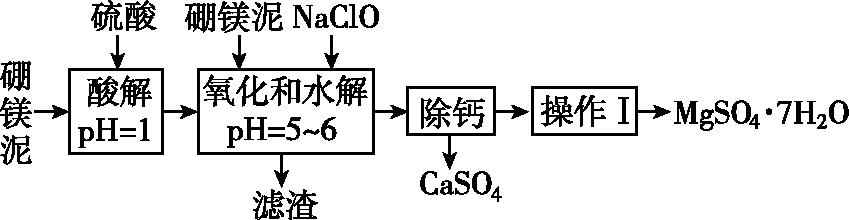 硫酸
硼镁泥 NaClO
硼镁泥
酸解
pH=1
氧化和水解
pH=5~6
除钙
操作Ⅰ
MgSO₄·7H₂O
滤渣
CaSO₄